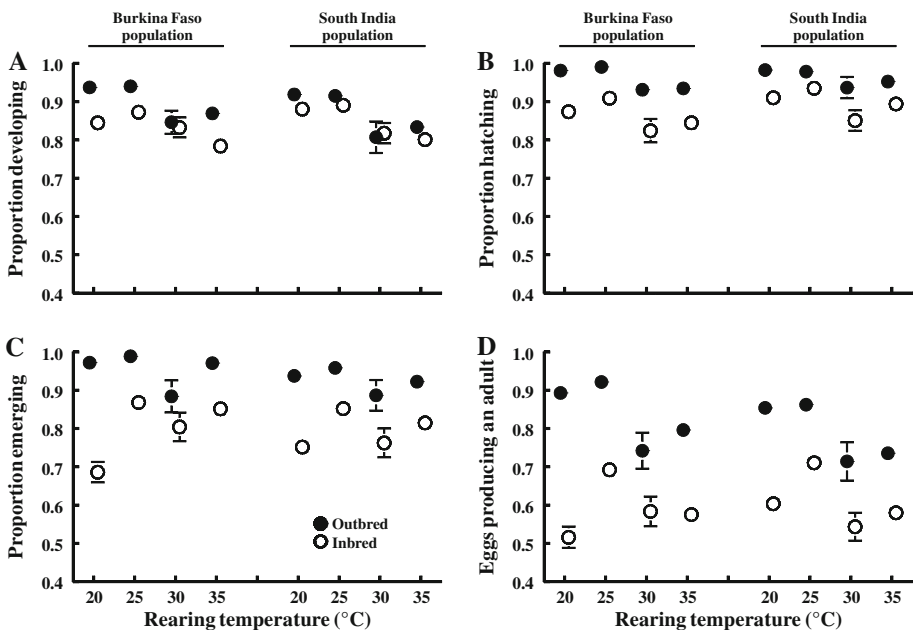 Burkina Faso
population
South India
population
Burkina Faso
population
South India
population
A
Proportion developing
1.0
0.9
0.8
0.7
0.6
0.5
0.4
B
Proportion hatching
1.0
0.9
0.8
0.7
0.6
0.5
0.4
C
Proportion emerging
1.0
0.9
0.8
0.7
0.6
0.5
0.4
Outbred
Inbred
20 25 30 35 20 25 30 35
Rearing temperature (°C)
D
Eggs producing an adult
1.0
0.9
0.8
0.7
0.6
0.5
0.4
20 25 30 35 20 25 30 35
Rearing temperature (°C)